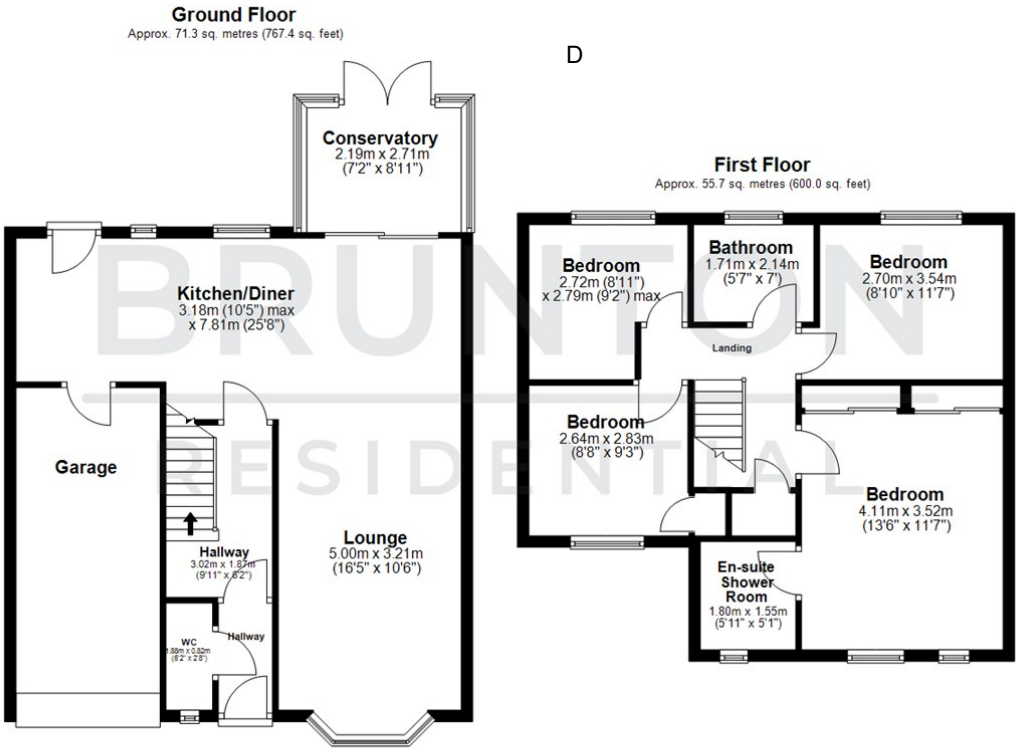 Ground Floor
Approx. 71.3 sq. metres (767.4 sq. feet)
D
Conservatory
2.19m x 2.71m
(7'2" x 8'11")
First Floor
Approx. 55.7 sq. metres (600.0 sq. feet)
BRUNTON
RESIDENTIAL
Kitchen/Diner
3.18m (10'5") max
x 7.81m (25'8")
Garage
Hallway
3.02m x 1.87m
(9'11" x 6'2")
Lounge
5.00m x 3.21m
(16'5" x 10'6")
WC
1.88m x 0.82m
(6'2" x 2'8")
Hallway
Bedroom
2.72m (8'11")
x 2.79m (9'2") max
Bathroom
1.71m x 2.14m
(5'7" x 7')
Bedroom
2.70m x 3.54m
(8'10" x 11'7")
Landing
Bedroom
2.64m x 2.83m
(8'8" x 9'3")
Bedroom
4.11m x 3.52m
(13'6" x 11'7")
En-suite
Shower
Room
1.80m x 1.55m
(5'11" x 5'1")